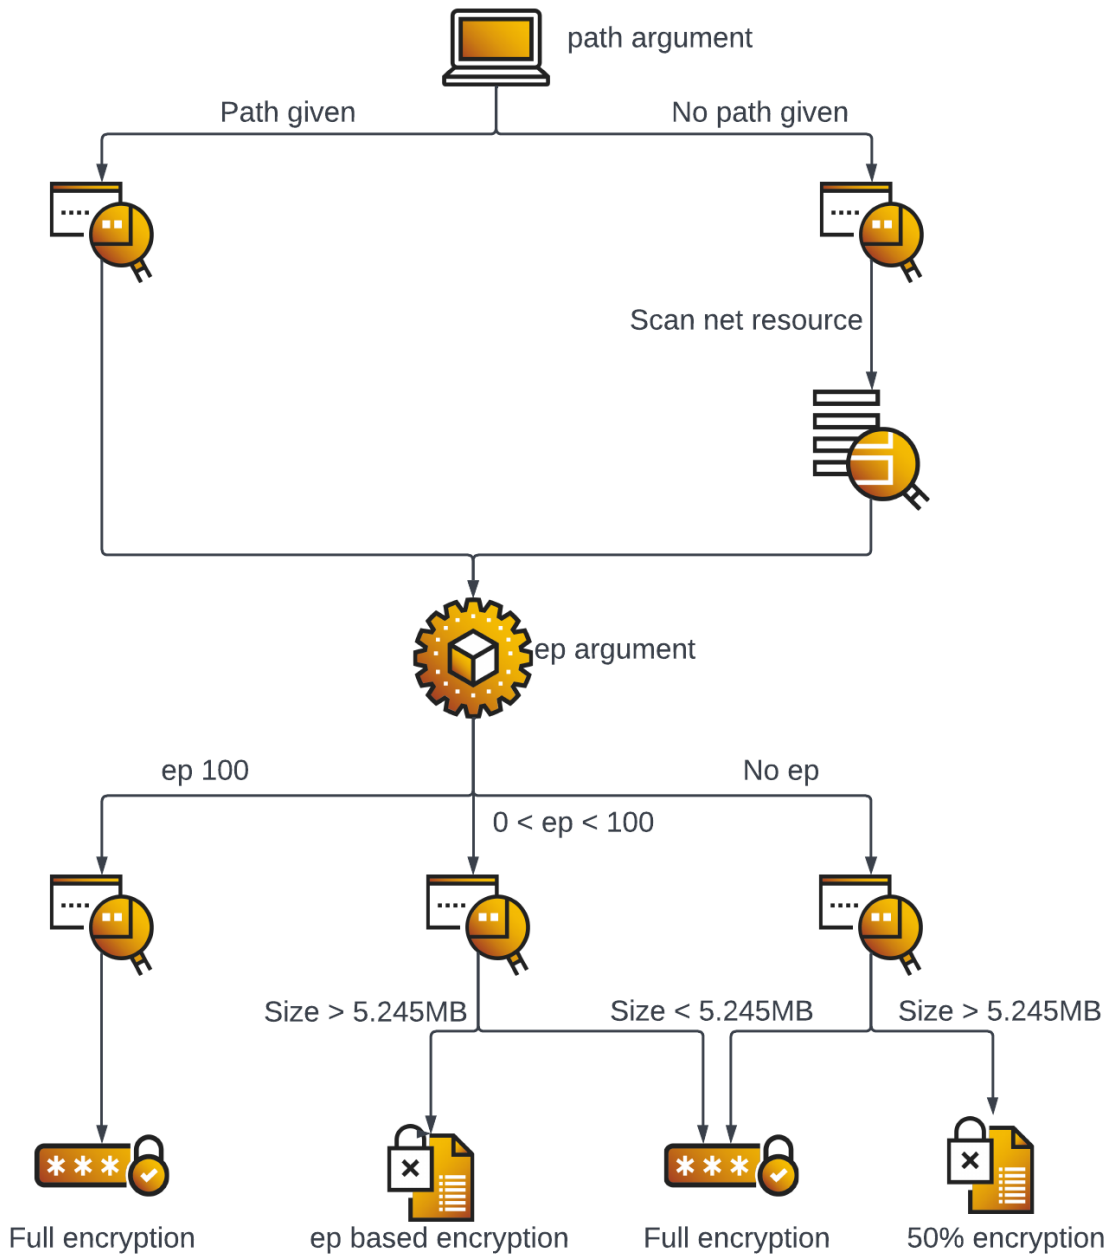 path argument
Path given
No path given
Scan net resource
ep argument
ep 100
No ep
0 < ep < 100
Size > 5.245MB
Size < 5.245MB
Size > 5.245MB
Full encryption
ep based encryption
Full encryption
50% encryption